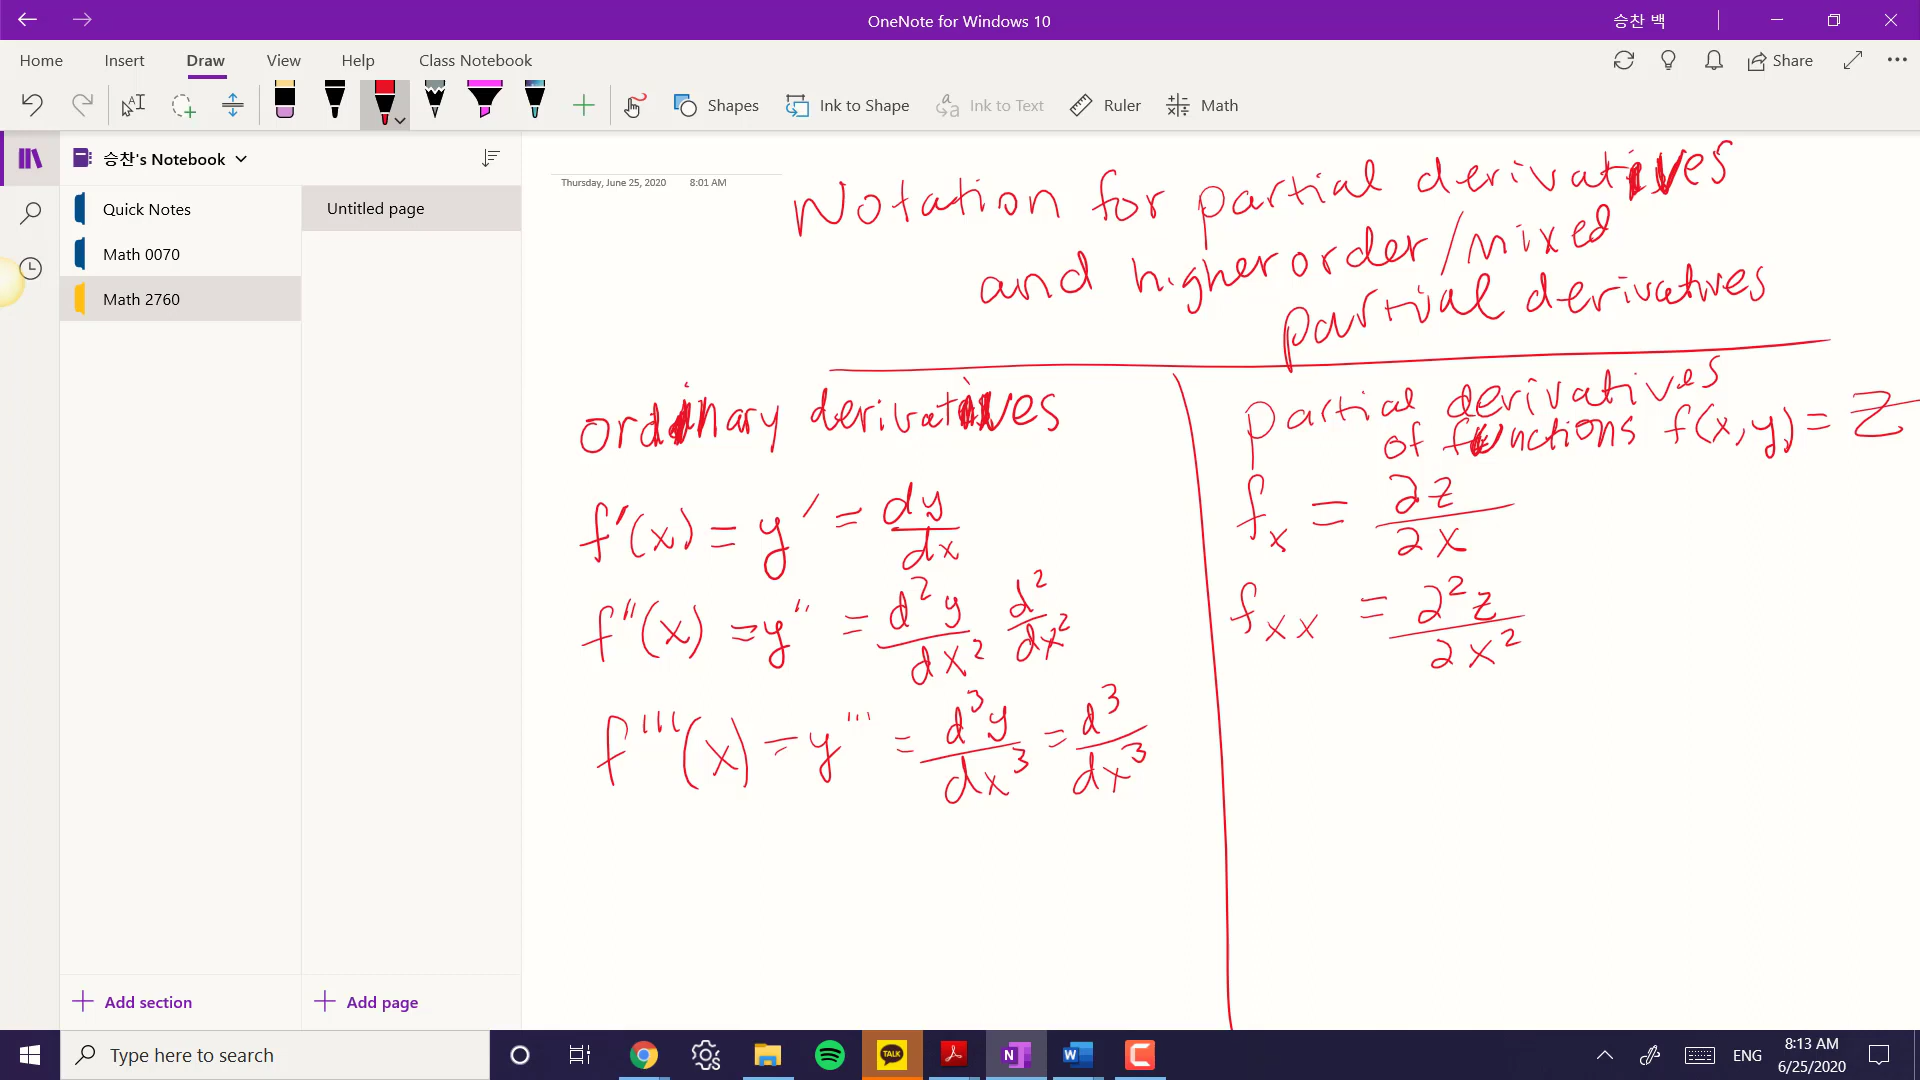 OneNote for Windows 10
승찬 백
Home Insert Draw View Help Class Notebook
Share
Shapes Ink to Shape Ink to Text Ruler Math
승찬's Notebook
Quick Notes
Math 0070
Math 2760
Untitled page
Add section
Add page
Thursday, June 25, 2020 8:01 AM
Notation for partial derivatives
and higher order/mixed
partial derivatives
ordinary derivatives
f'(x) = y' = dy/dx
f''(x) = y'' = d²y/dx² d²/dx²
f'''(x) = y''' = d³y/dx³ = d³/dx³
partial derivatives
of functions f(x,y) = z
f_x = ∂z/∂x
f_xx = ∂²z/∂x²
Type here to search
TALK
ENG
8:13 AM
6/25/2020